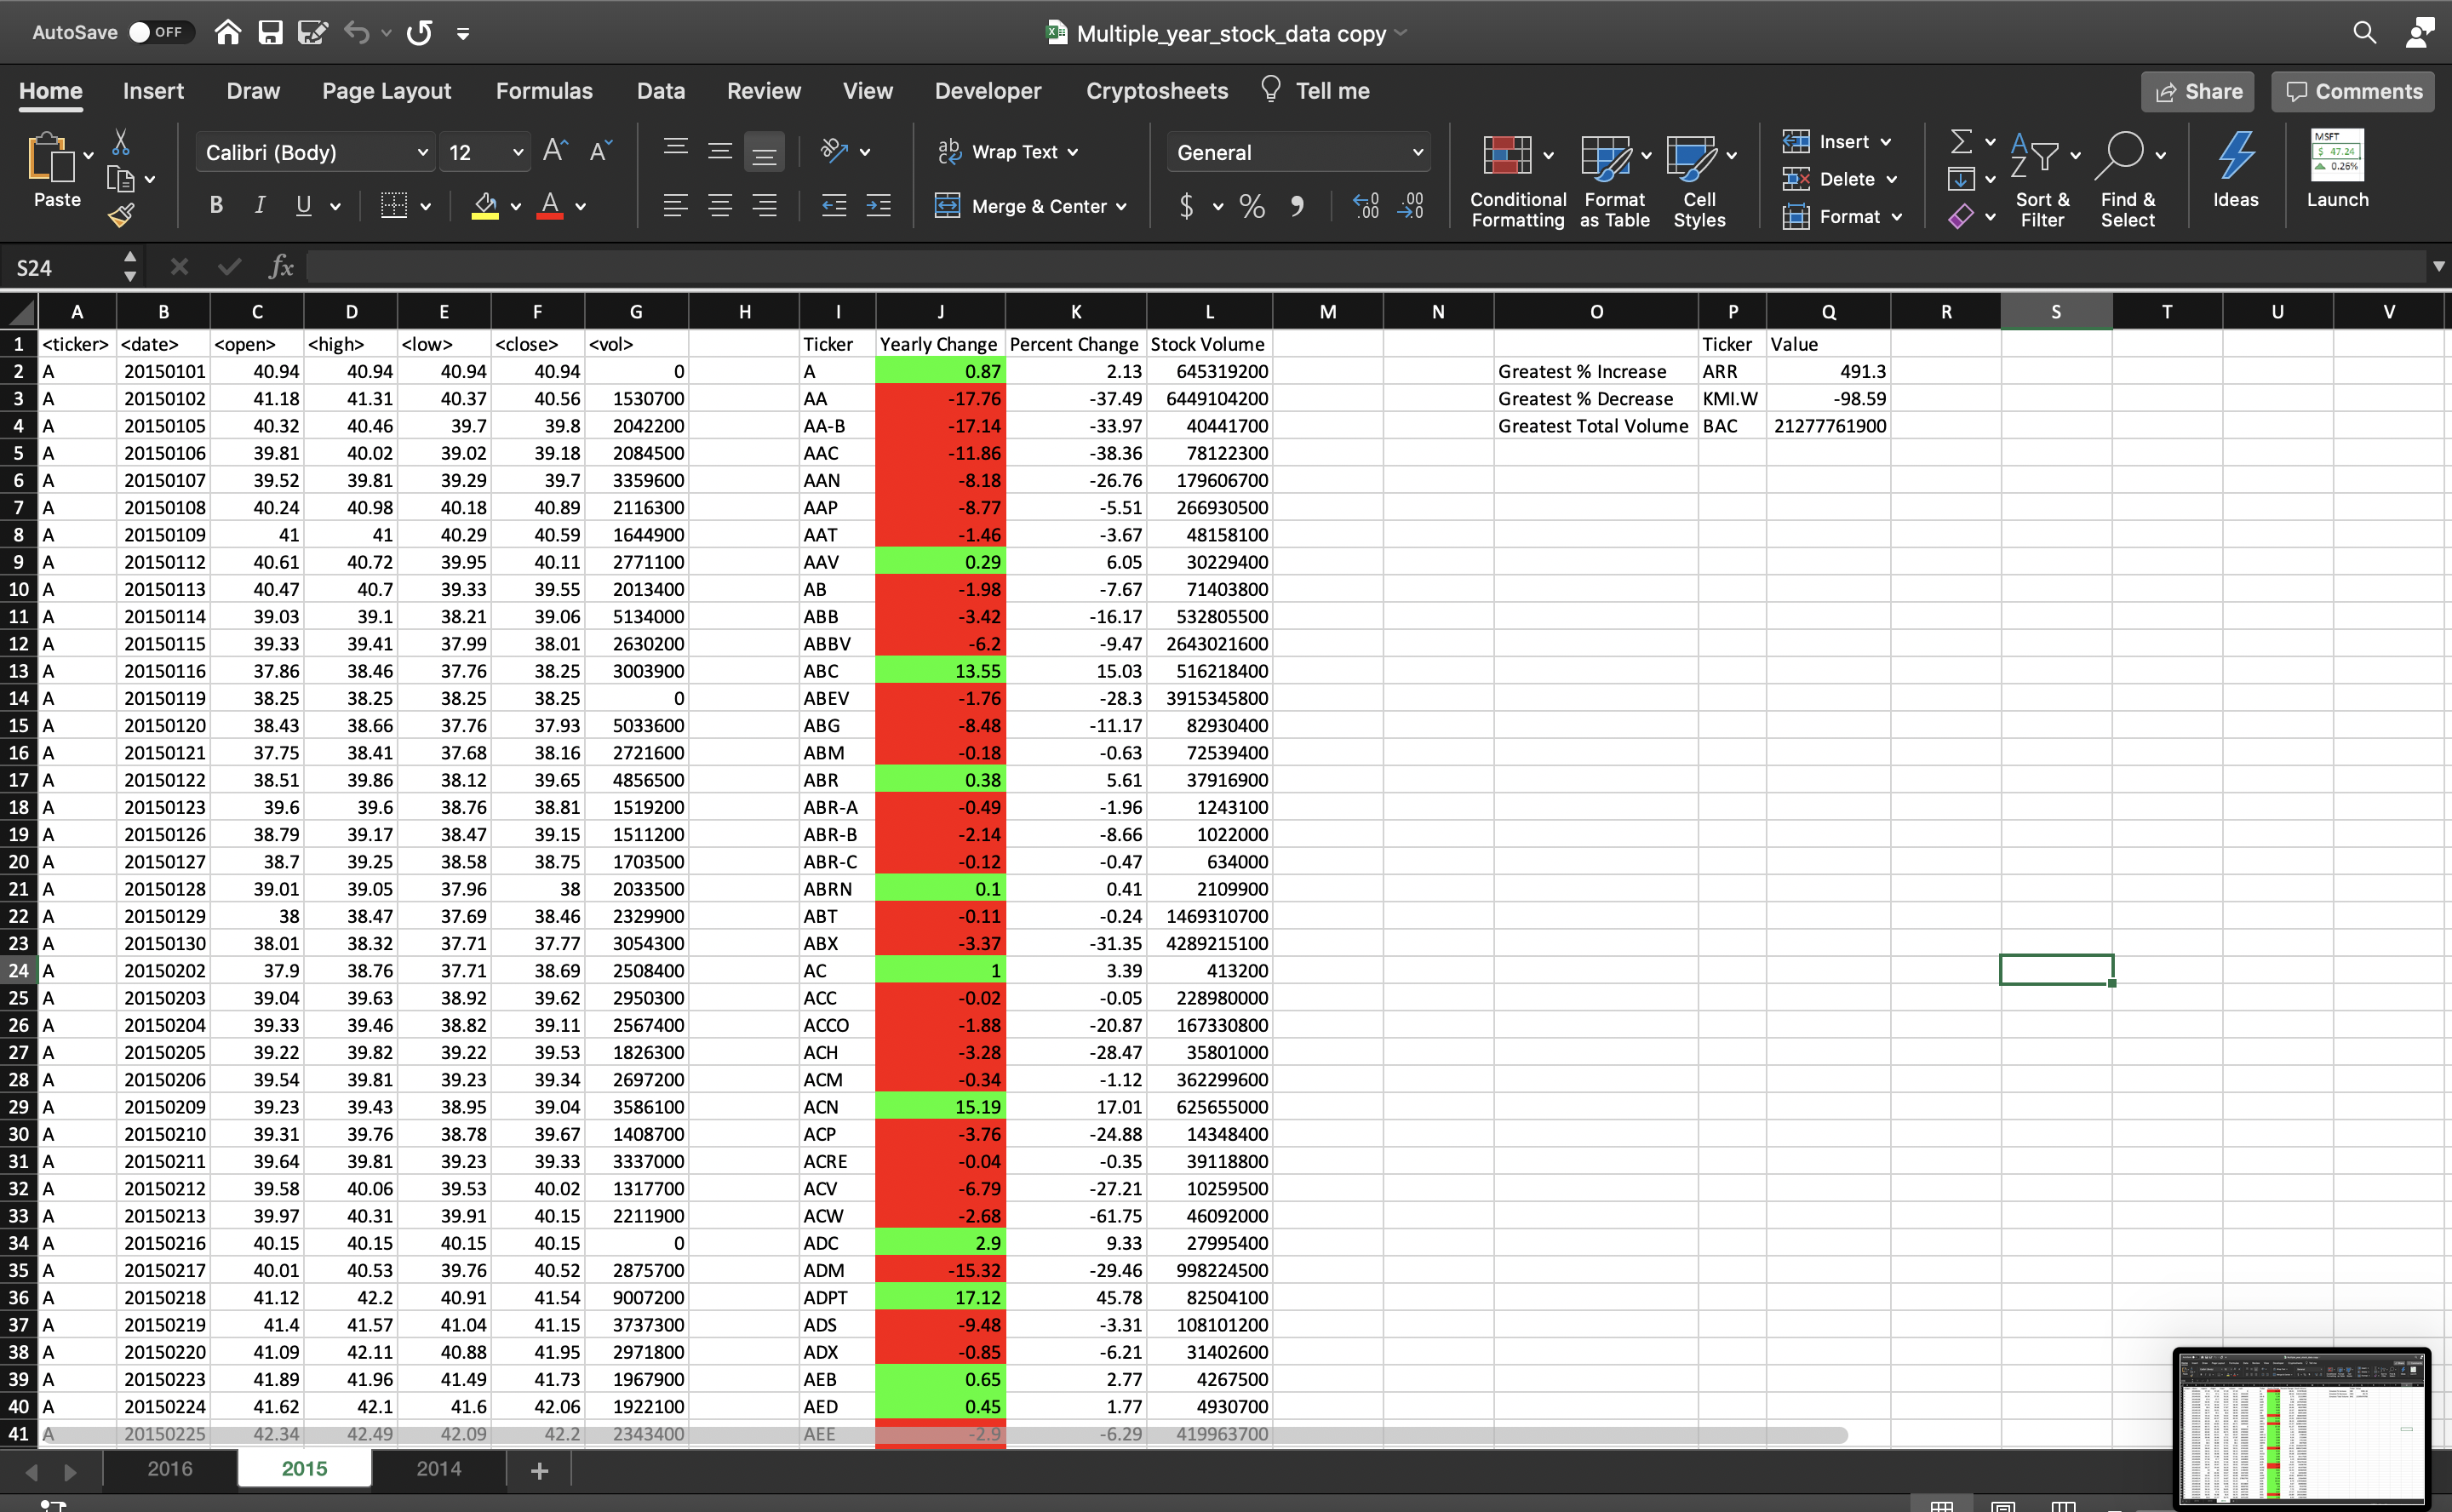 AutoSave OFF Multiple_year_stock_data copy
Home Insert Draw Page Layout Formulas Data Review View Developer Cryptosheets Tell me Share Comments
Paste Calibri (Body) 12 A^ A˅ Wrap Text General Conditional Formatting Format as Table Cell Styles Insert Delete Format Sort & Filter Find & Select Ideas MSFT $ 47.24 0.26% Launch
B I U A Merge & Center $ % 9 .00 .0
S24 fx
A B C D E F G H I J K L M N O P Q R S T U V
1 <ticker> <date> <open> <high> <low> <close> <vol> Ticker Yearly Change Percent Change Stock Volume Ticker Value
2 A 20150101 40.94 40.94 40.94 40.94 0 A 0.87 2.13 645319200 Greatest % Increase ARR 491.3
3 A 20150102 41.18 41.31 40.37 40.56 1530700 AA -17.76 -37.49 6449104200 Greatest % Decrease KMI.W -98.59
4 A 20150105 40.32 40.46 39.7 39.8 2042200 AA-B -17.14 -33.97 40441700 Greatest Total Volume BAC 21277761900
5 A 20150106 39.81 40.02 39.02 39.18 2084500 AAC -11.86 -38.36 78122300
6 A 20150107 39.52 39.81 39.29 39.7 3359600 AAN -8.18 -26.76 179606700
7 A 20150108 40.24 40.98 40.18 40.89 2116300 AAP -8.77 -5.51 266930500
8 A 20150109 41 41 40.29 40.59 1644900 AAT -1.46 -3.67 48158100
9 A 20150112 40.61 40.72 39.95 40.11 2771100 AAV 0.29 6.05 30229400
10 A 20150113 40.47 40.7 39.33 39.55 2013400 AB -1.98 -7.67 71403800
11 A 20150114 39.03 39.1 38.21 39.06 5134000 ABB -3.42 -16.17 532805500
12 A 20150115 39.33 39.41 37.99 38.01 2630200 ABBV -6.2 -9.47 2643021600
13 A 20150116 37.86 38.46 37.76 38.25 3003900 ABC 13.55 15.03 516218400
14 A 20150119 38.25 38.25 38.25 38.25 0 ABEV -1.76 -28.3 3915345800
15 A 20150120 38.43 38.66 37.76 37.93 5033600 ABG -8.48 -11.17 82930400
16 A 20150121 37.75 38.41 37.68 38.16 2721600 ABM -0.18 -0.63 72539400
17 A 20150122 38.51 39.86 38.12 39.65 4856500 ABR 0.38 5.61 37916900
18 A 20150123 39.6 39.6 38.76 38.81 1519200 ABR-A -0.49 -1.96 1243100
19 A 20150126 38.79 39.17 38.47 39.15 1511200 ABR-B -2.14 -8.66 1022000
20 A 20150127 38.7 39.25 38.58 38.75 1703500 ABR-C -0.12 -0.47 634000
21 A 20150128 39.01 39.05 37.96 38 2033500 ABRN 0.1 0.41 2109900
22 A 20150129 38 38.47 37.69 38.46 2329900 ABT -0.11 -0.24 1469310700
23 A 20150130 38.01 38.32 37.71 37.77 3054300 ABX -3.37 -31.35 4289215100
24 A 20150202 37.9 38.76 37.71 38.69 2508400 AC 1 3.39 413200
25 A 20150203 39.04 39.63 38.92 39.62 2950300 ACC -0.02 -0.05 228980000
26 A 20150204 39.33 39.46 38.82 39.11 2567400 ACCO -1.88 -20.87 167330800
27 A 20150205 39.22 39.82 39.22 39.53 1826300 ACH -3.28 -28.47 35801000
28 A 20150206 39.54 39.81 39.23 39.34 2697200 ACM -0.34 -1.12 362299600
29 A 20150209 39.23 39.43 38.95 39.04 3586100 ACN 15.19 17.01 625655000
30 A 20150210 39.31 39.76 38.78 39.67 1408700 ACP -3.76 -24.88 14348400
31 A 20150211 39.64 39.81 39.23 39.33 3337000 ACRE -0.04 -0.35 39118800
32 A 20150212 39.58 40.06 39.53 40.02 1317700 ACV -6.79 -27.21 10259500
33 A 20150213 39.97 40.31 39.91 40.15 2211900 ACW -2.68 -61.75 46092000
34 A 20150216 40.15 40.15 40.15 40.15 0 ADC 2.9 9.33 27995400
35 A 20150217 40.01 40.53 39.76 40.52 2875700 ADM -15.32 -29.46 998224500
36 A 20150218 41.12 42.2 40.91 41.54 9007200 ADPT 17.12 45.78 82504100
37 A 20150219 41.4 41.57 41.04 41.15 3737300 ADS -9.48 -3.31 108101200
38 A 20150220 41.09 42.11 40.88 41.95 2971800 ADX -0.85 -6.21 31402600
39 A 20150223 41.89 41.96 41.49 41.73 1967900 AEB 0.65 2.77 4267500
40 A 20150224 41.62 42.1 41.6 42.06 1922100 AED 0.45 1.77 4930700
41 A 20150225 42.34 42.49 42.09 42.2 2343400 AEE -2.9 -6.29 419963700
2016 2015 2014 +